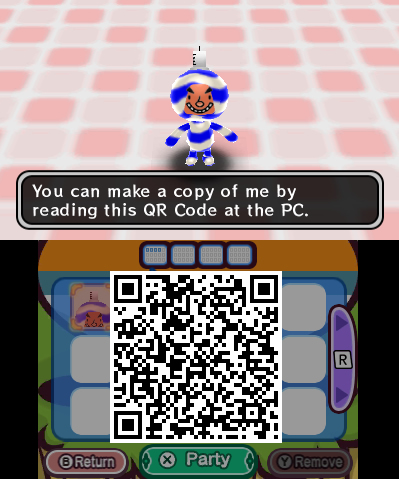 You can make a copy of me by
reading this QR Code at the PC.
R
B Return
X Party
Y Remove